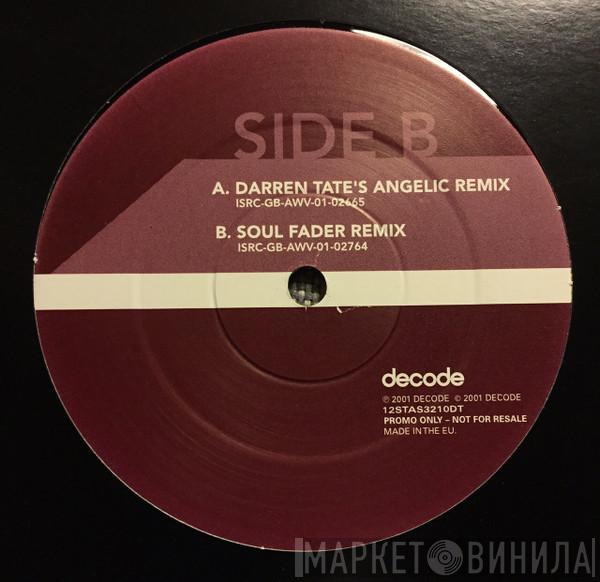 SIDE B
A. DARREN TATE'S ANGELIC REMIX
ISRC-GB-AWV-01-02665
B. SOUL FADER REMIX
ISRC-GB-AWV-01-02764
decode
℗ 2001 DECODE © 2001 DECODE
12STAS3210DT
PROMO ONLY – NOT FOR RESALE
MADE IN THE EU.
МАРКЕТ ВИНИЛА